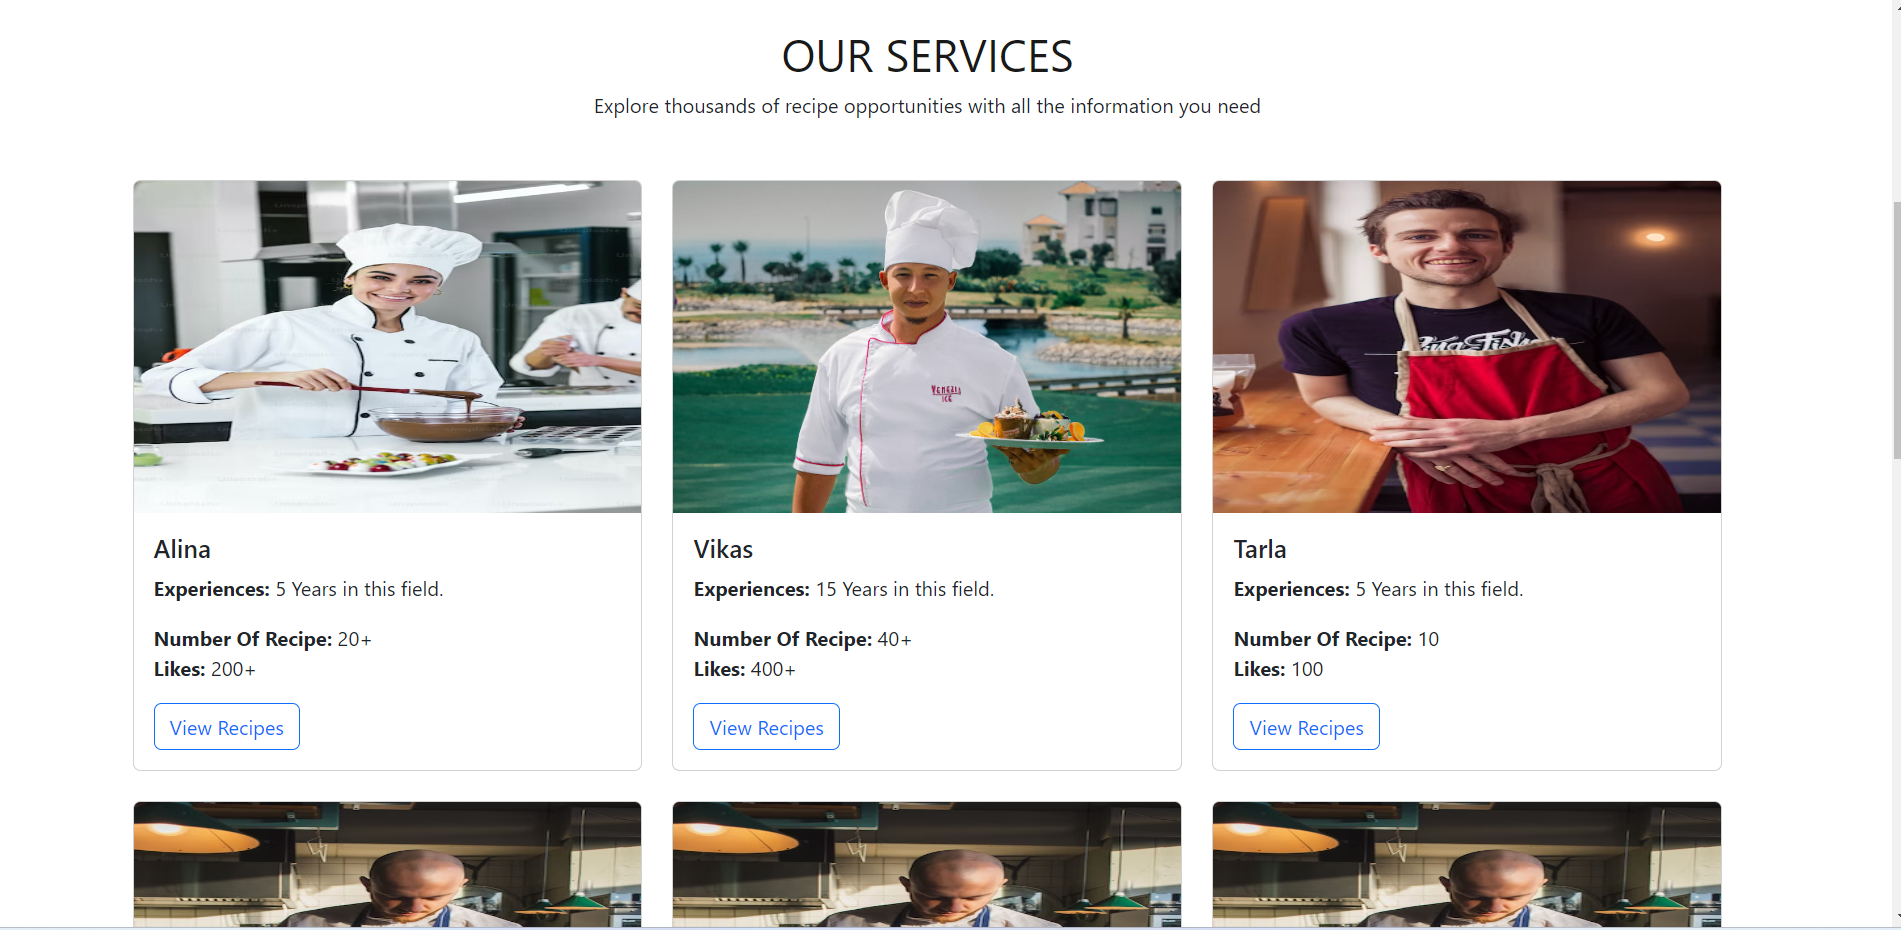 OUR SERVICES
Explore thousands of recipe opportunities with all the information you need
VENEZIA
ICE
Alina
Experiences: 5 Years in this field.
Number Of Recipe: 20+
Likes: 200+
View Recipes
Vikas
Experiences: 15 Years in this field.
Number Of Recipe: 40+
Likes: 400+
View Recipes
Tarla
Experiences: 5 Years in this field.
Number Of Recipe: 10
Likes: 100
View Recipes